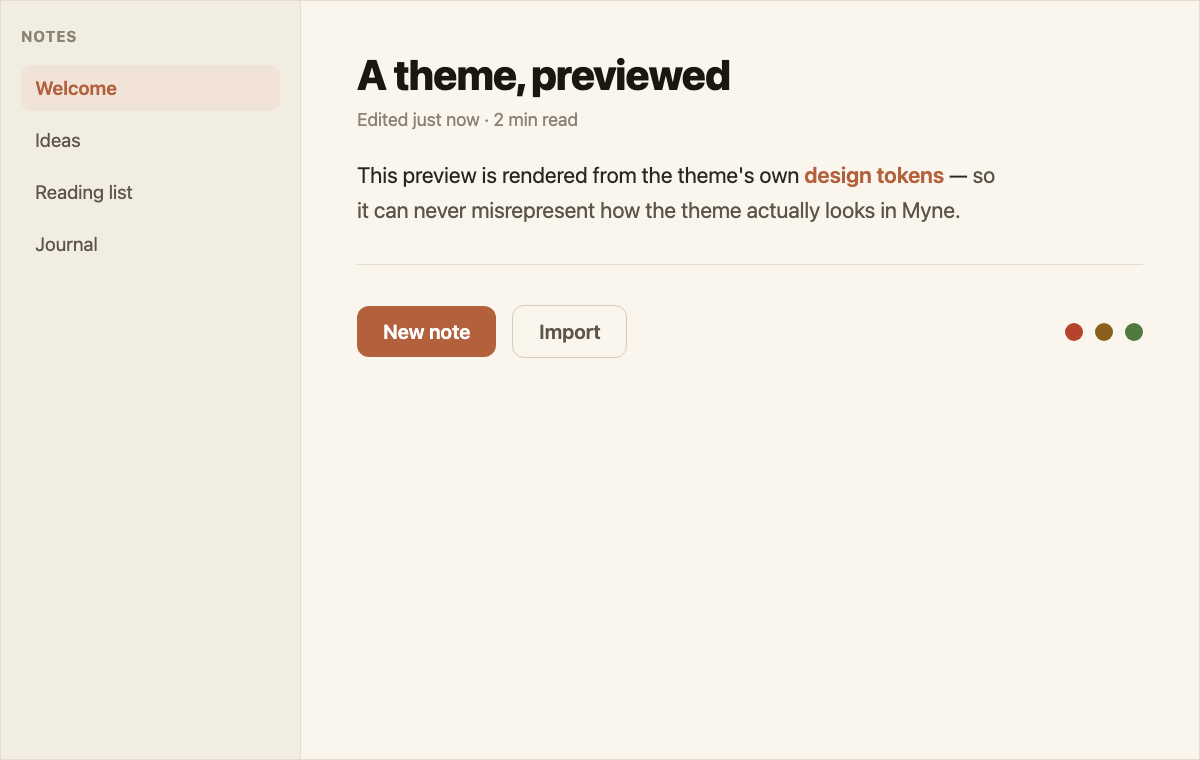 NOTES
Welcome
Ideas
Reading list
Journal
A theme, previewed
Edited just now · 2 min read
This preview is rendered from the theme's own design tokens — so
it can never misrepresent how the theme actually looks in Myne.
New note
Import